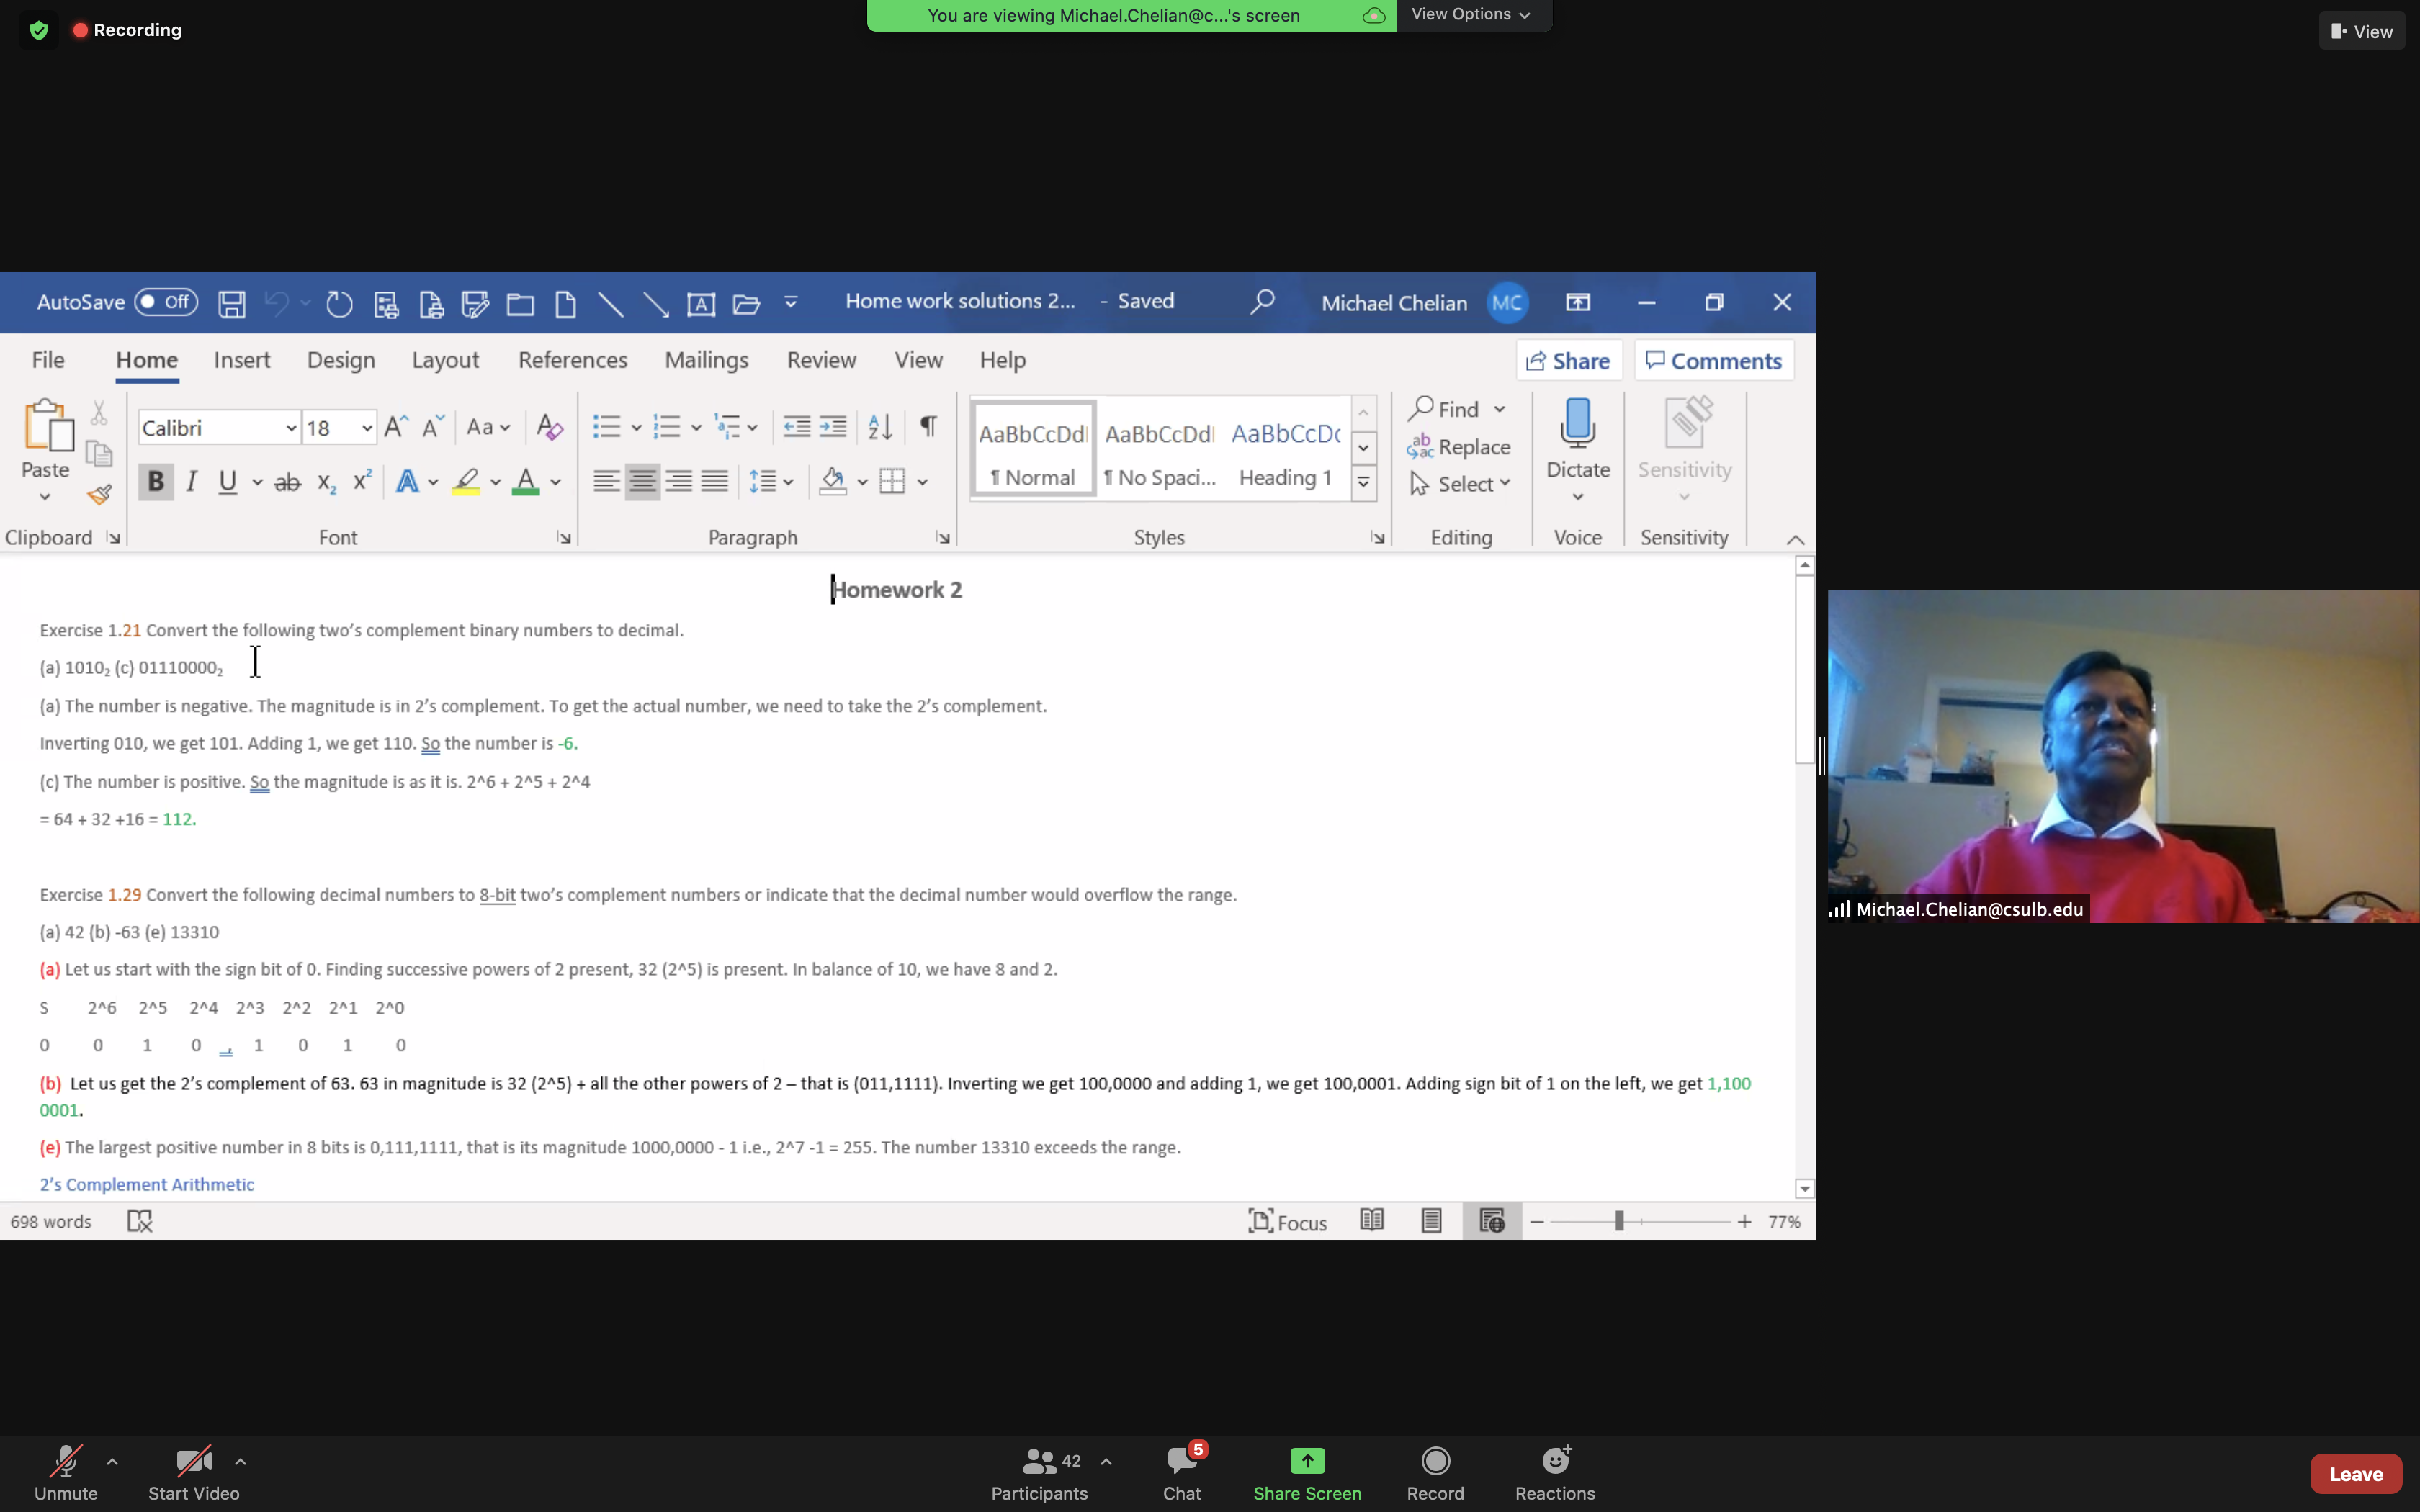 Recording
You are viewing Michael.Chelian@c...'s screen
View Options
View
AutoSave Off
Home work solutions 2... - Saved
Michael Chelian MC
File Home Insert Design Layout References Mailings Review View Help
Share Comments
Paste
Calibri 18
Aa
B I U ab x₂ x² A A
AaBbCcDd AaBbCcDd AaBbCcDc
¶ Normal ¶ No Spaci... Heading 1
Find
Replace
Select
Dictate
Sensitivity
Clipboard Font Paragraph Styles Editing Voice Sensitivity
Homework 2
Exercise 1.21 Convert the following two’s complement binary numbers to decimal.
(a) 1010₂ (c) 01110000₂
(a) The number is negative. The magnitude is in 2’s complement. To get the actual number, we need to take the 2’s complement.
Inverting 010, we get 101. Adding 1, we get 110. So the number is -6.
(c) The number is positive. So the magnitude is as it is. 2^6 + 2^5 + 2^4
= 64 + 32 +16 = 112.
Exercise 1.29 Convert the following decimal numbers to 8-bit two’s complement numbers or indicate that the decimal number would overflow the range.
(a) 42 (b) -63 (e) 13310
(a) Let us start with the sign bit of 0. Finding successive powers of 2 present, 32 (2^5) is present. In balance of 10, we have 8 and 2.
S 2^6 2^5 2^4 2^3 2^2 2^1 2^0
0 0 1 0 , 1 0 1 0
(b) Let us get the 2’s complement of 63. 63 in magnitude is 32 (2^5) + all the other powers of 2 – that is (011,1111). Inverting we get 100,0000 and adding 1, we get 100,0001. Adding sign bit of 1 on the left, we get 1,100
0001.
(e) The largest positive number in 8 bits is 0,111,1111, that is its magnitude 1000,0000 - 1 i.e., 2^7 -1 = 255. The number 13310 exceeds the range.
2’s Complement Arithmetic
698 words
Focus
77%
Michael.Chelian@csulb.edu
Unmute
Start Video
42
Participants
5
Chat
Share Screen
Record
Reactions
Leave